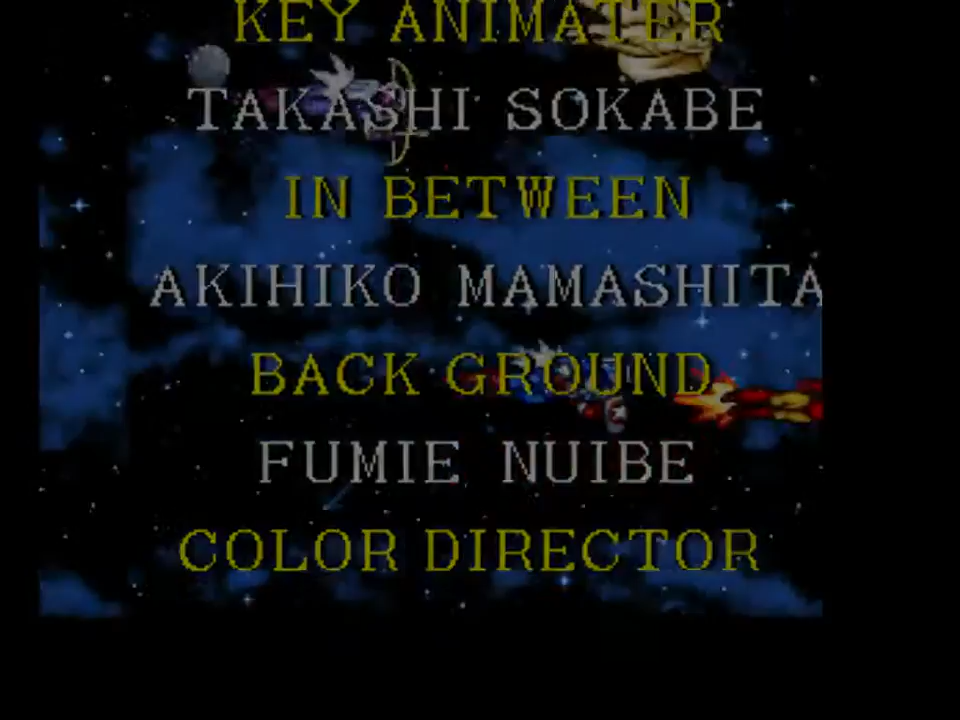 KEY ANIMATER
TAKASHI SOKABE
IN BETWEEN
AKIHIKO MAMASHITA
BACK GROUND
FUMIE NUIBE
COLOR DIRECTOR